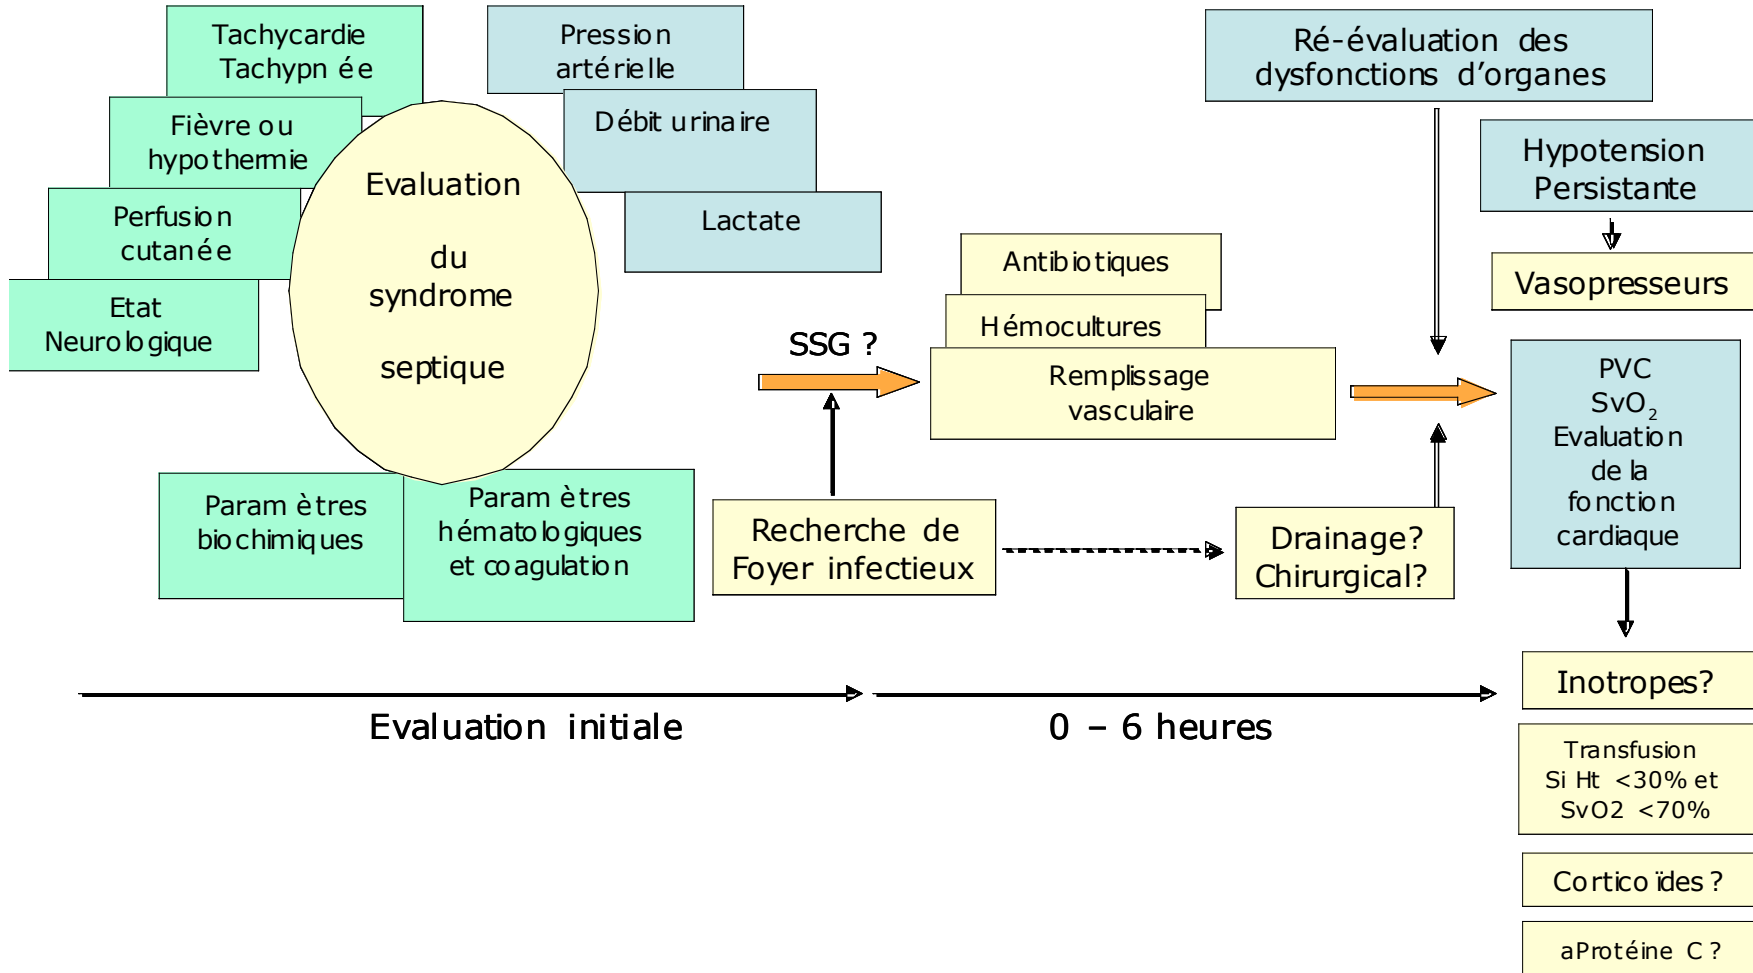 Tachycardie
Tachypnée
Fièvre ou
hypothermie
Perfusion
cutanée
Etat
Neurologique
Evaluation
du
syndrome
septique
Pression
artérielle
Débit urinaire
Lactate
Paramètres
biochimiques
Paramètres
hématologiques
et coagulation
SSG ?
Recherche de
Foyer infectieux
Antibiotiques
Hémocultures
Remplissage
vasculaire
Drainage?
Chirurgical?
Ré-évaluation des
dysfonctions d'organes
Hypotension
Persistante
Vasopresseurs
PVC
SvO₂
Evaluation
de la
fonction
cardiaque
Inotropes?
Transfusion
Si Ht <30% et
SvO2 <70%
Corticoïdes ?
aProtéine C ?
Evaluation initiale
0 – 6 heures